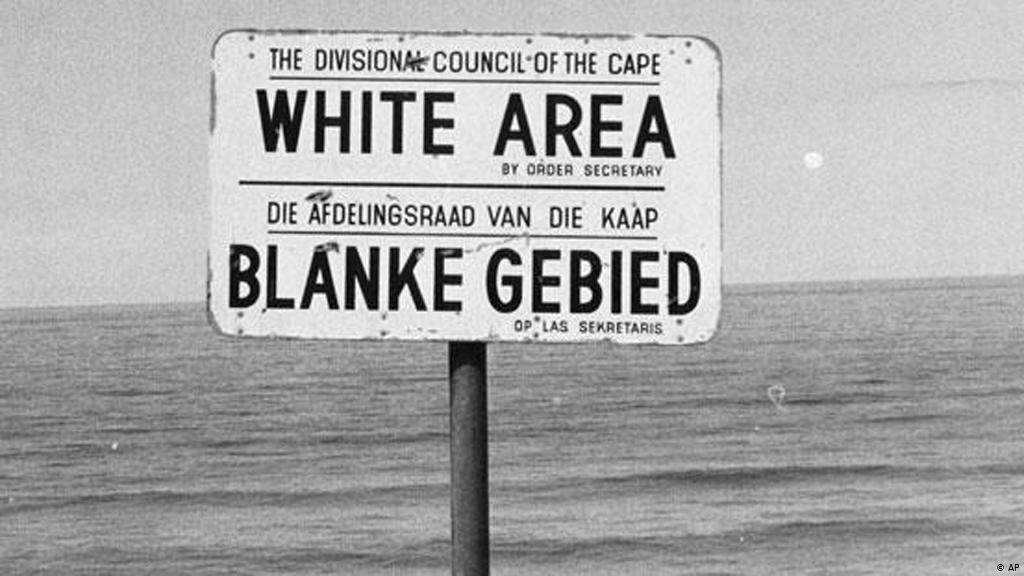 THE DIVISIONAL COUNCIL OF THE CAPE
WHITE AREA
BY ORDER SECRETARY
DIE AFDELINGSRAAD VAN DIE KAAP
BLANKE GEBIED
OP LAS SEKRETARIS
© AP